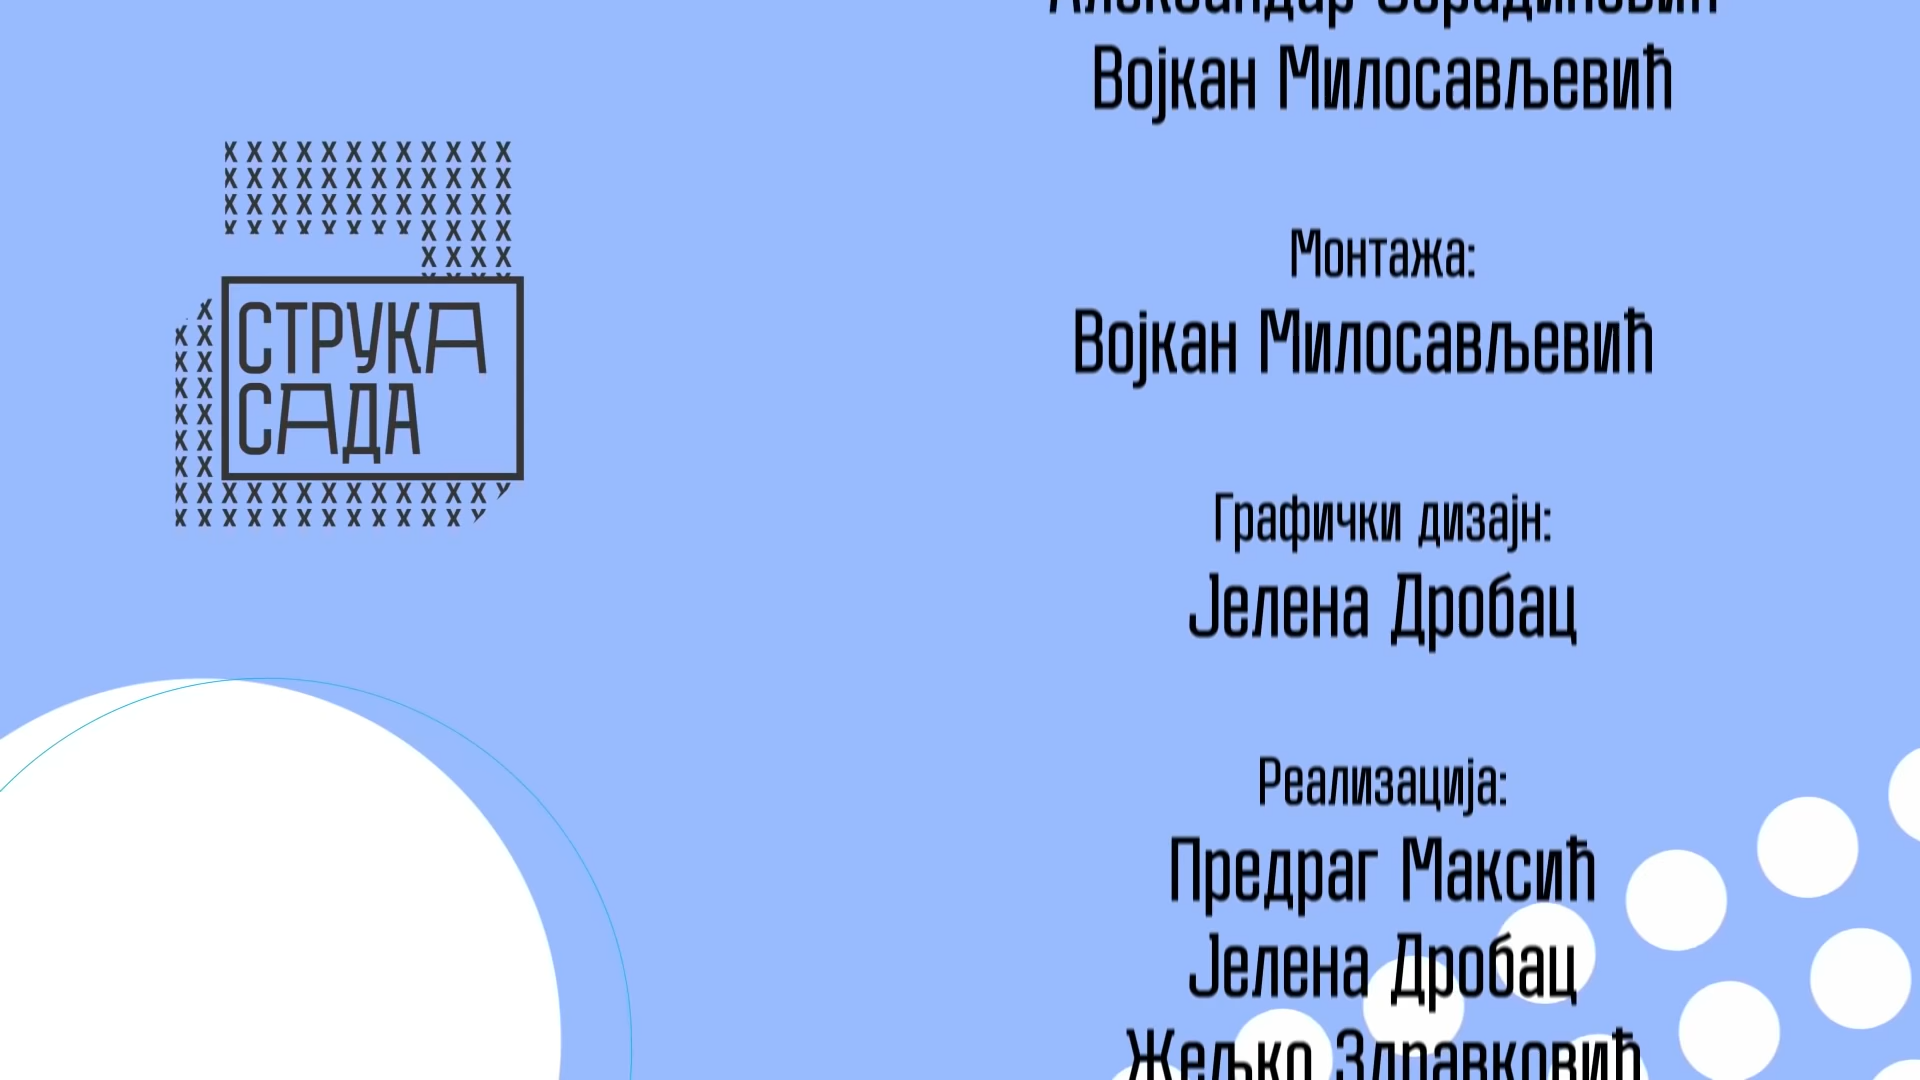 СТРУКА
САДА
Војкан Милосављевић
Монтажа:
Војкан Милосављевић
Графички дизајн:
Јелена Дробац
Реализација:
Предраг Максић
Јелена Дробац
Жељко Здравковић